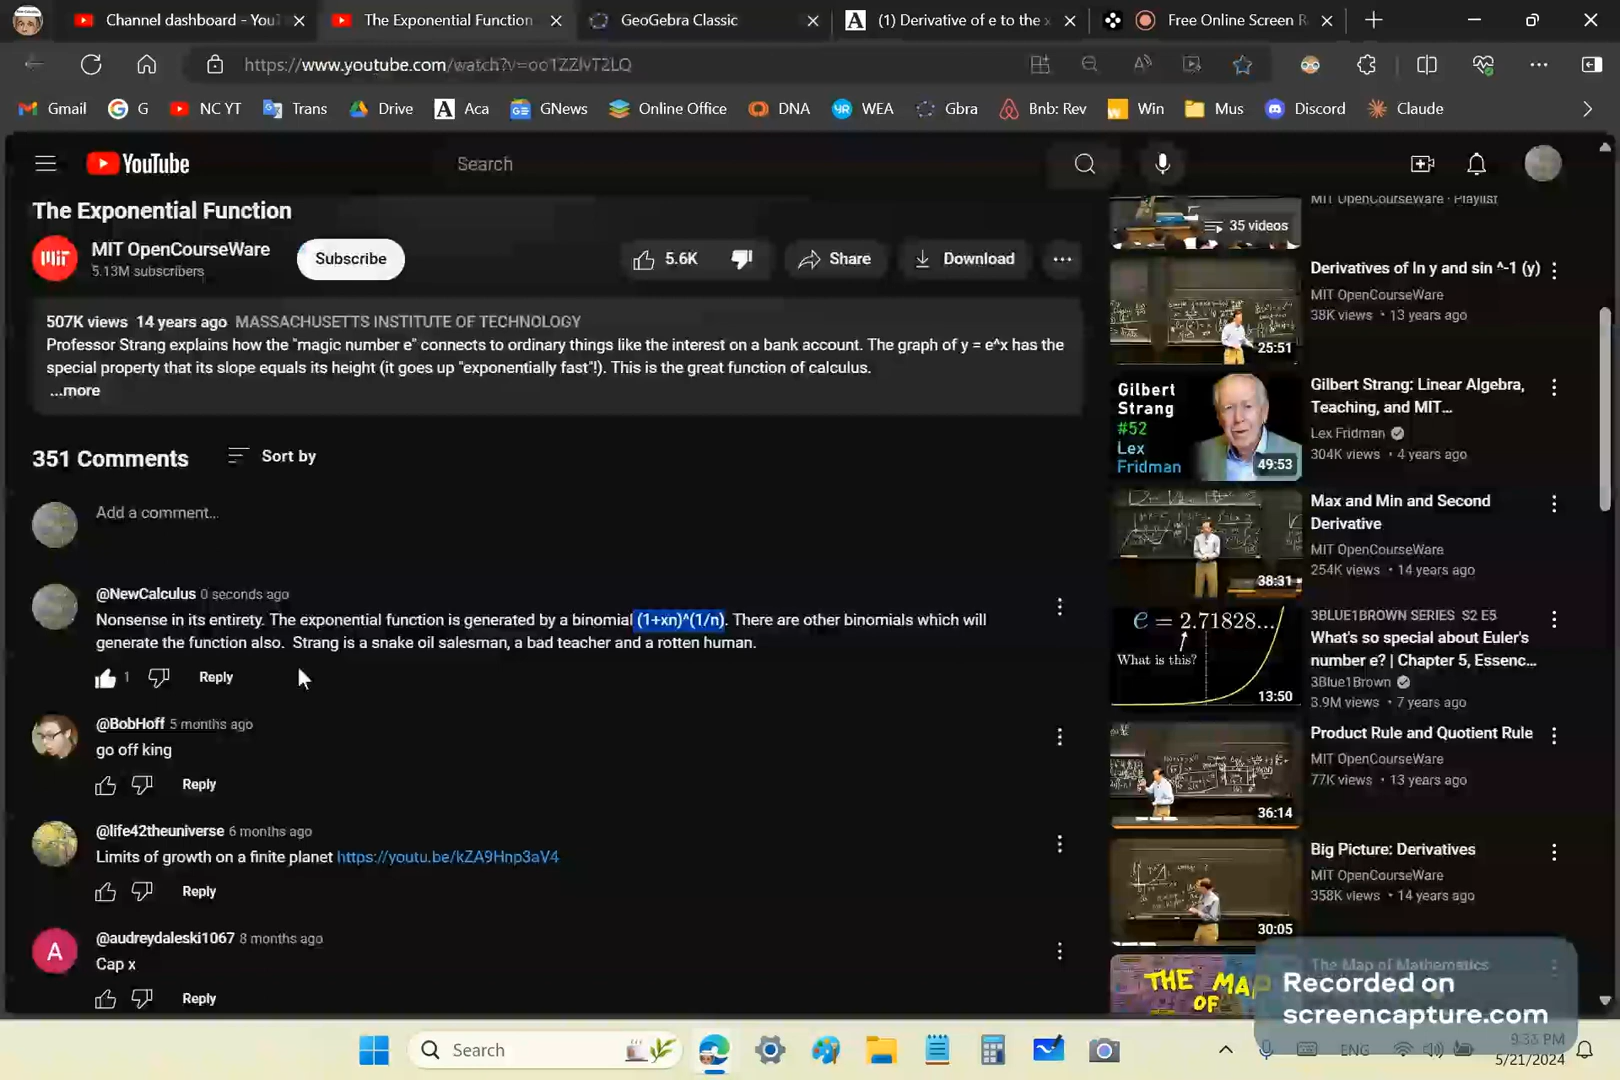 Channel dashboard - You
The Exponential Function
GeoGebra Classic
(1) Derivative of e to the x
Free Online Screen R
https://www.youtube.com/watch?v=oo1ZZlvT2LQ
Gmail
G
NC YT
Trans
Drive
Aca
GNews
Online Office
DNA
WEA
Gbra
Bnb: Rev
Win
Mus
Discord
Claude
YouTube
Search
The Exponential Function
MIT OpenCourseWare
5.13M subscribers
Subscribe
5.6K
Share
Download
507K views 14 years ago MASSACHUSETTS INSTITUTE OF TECHNOLOGY
Professor Strang explains how the "magic number e" connects to ordinary things like the interest on a bank account. The graph of y = e^x has the
special property that its slope equals its height (it goes up "exponentially fast"!). This is the great function of calculus.
...more
351 Comments
Sort by
Add a comment...
@NewCalculus 0 seconds ago
Nonsense in its entirety. The exponential function is generated by a binomial (1+xn)^(1/n). There are other binomials which will
generate the function also. Strang is a snake oil salesman, a bad teacher and a rotten human.
1
Reply
@BobHoff 5 months ago
go off king
Reply
@life42theuniverse 6 months ago
Limits of growth on a finite planet https://youtu.be/kZA9Hnp3aV4
Reply
A
@audreydaleski1067 8 months ago
Cap x
Reply
MIT OpenCourseWare · Playlist
35 videos
Derivatives of ln y and sin ^-1 (y)
MIT OpenCourseWare
38K views • 13 years ago
25:51
Gilbert
Strang
#52
Lex
Fridman
49:53
Gilbert Strang: Linear Algebra,
Teaching, and MIT...
Lex Fridman
304K views • 4 years ago
Max and Min and Second
Derivative
MIT OpenCourseWare
254K views • 14 years ago
38:31
e = 2.71828...
What is this?
13:50
3BLUE1BROWN SERIES S2 E5
What's so special about Euler's
number e? | Chapter 5, Essenc...
3Blue1Brown
3.9M views • 7 years ago
Product Rule and Quotient Rule
MIT OpenCourseWare
77K views • 13 years ago
36:14
Big Picture: Derivatives
MIT OpenCourseWare
358K views • 14 years ago
30:05
THE MAP
OF
The Map of Mathematics
Recorded on
screencapture.com
Search
ENG
9:33 PM
5/21/2024